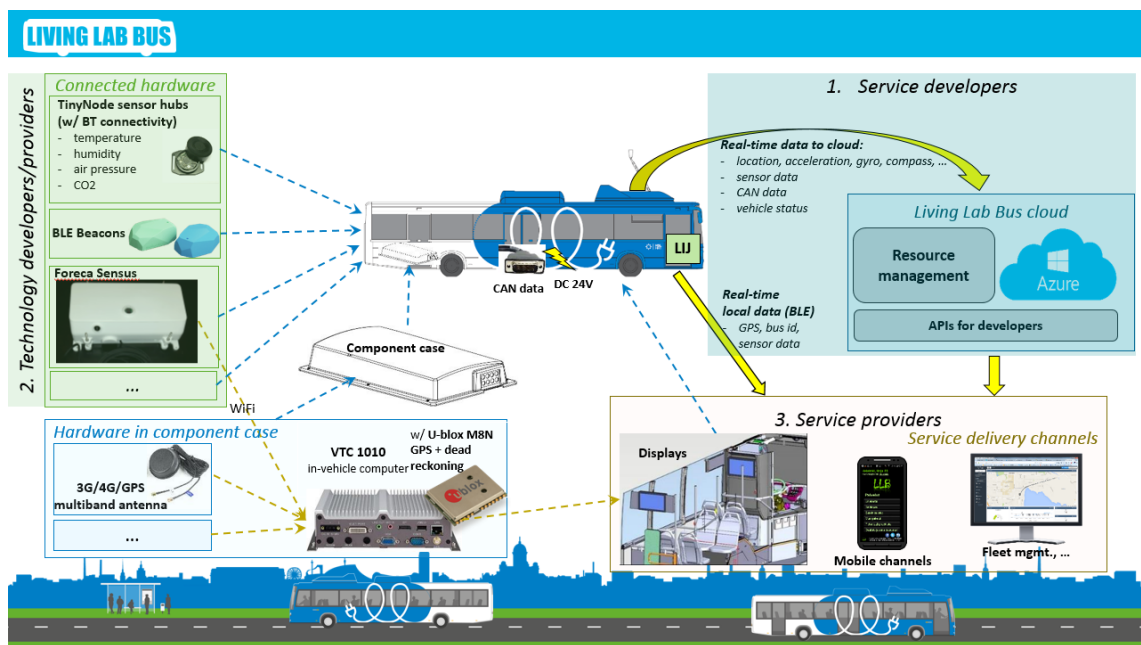 LIVING LAB BUS
2. Technology developers/providers
Connected hardware
TinyNode sensor hubs
(w/ BT connectivity)
- temperature
- humidity
- air pressure
- CO2
BLE Beacons
Foreca Sensus
...
WiFi
Hardware in component case
3G/4G/GPS
multiband antenna
...
VTC 1010
in-vehicle computer
w/ U-blox M8N
GPS + dead
reckoning
ublox
Component case
CAN data
DC 24V
LIJ
1. Service developers
Real-time data to cloud:
- location, acceleration, gyro, compass, ...
- sensor data
- CAN data
- vehicle status
Living Lab Bus cloud
Resource
management
Azure
APIs for developers
Real-time
local data (BLE)
- GPS, bus id,
sensor data
3. Service providers
Service delivery channels
Displays
LLB
Mobile channels
Fleet mgmt., ...